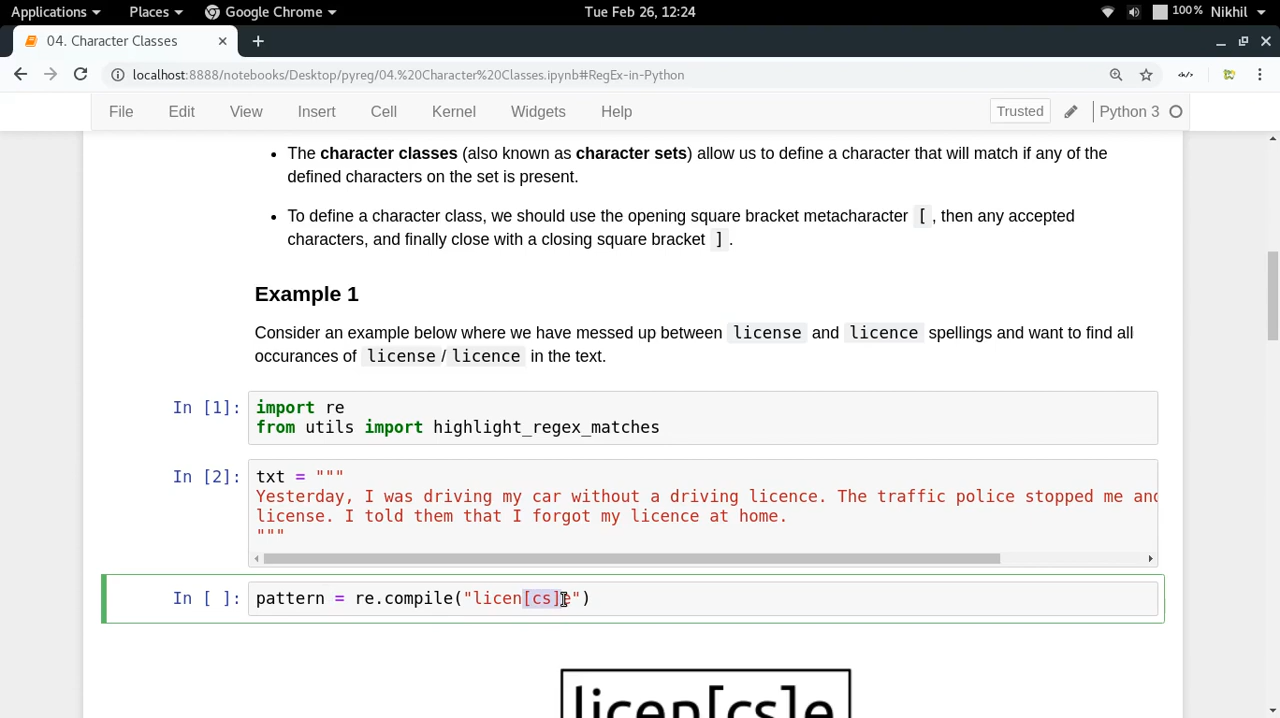 Applications Places Google Chrome Tue Feb 26, 12:24 100% Nikhil
04. Character Classes
localhost:8888/notebooks/Desktop/pyreg/04.%20Character%20Classes.ipynb#RegEx-in-Python
File Edit View Insert Cell Kernel Widgets Help Trusted Python 3
• The character classes (also known as character sets) allow us to define a character that will match if any of the
defined characters on the set is present.
• To define a character class, we should use the opening square bracket metacharacter [, then any accepted
characters, and finally close with a closing square bracket ].
Example 1
Consider an example below where we have messed up between license and licence spellings and want to find all
occurances of license/licence in the text.
In [1]: import re
from utils import highlight_regex_matches
In [2]: txt = """
Yesterday, I was driving my car without a driving licence. The traffic police stopped me and
license. I told them that I forgot my licence at home.
"""
In [ ]: pattern = re.compile("licen[cs]e")
licen[cs]e